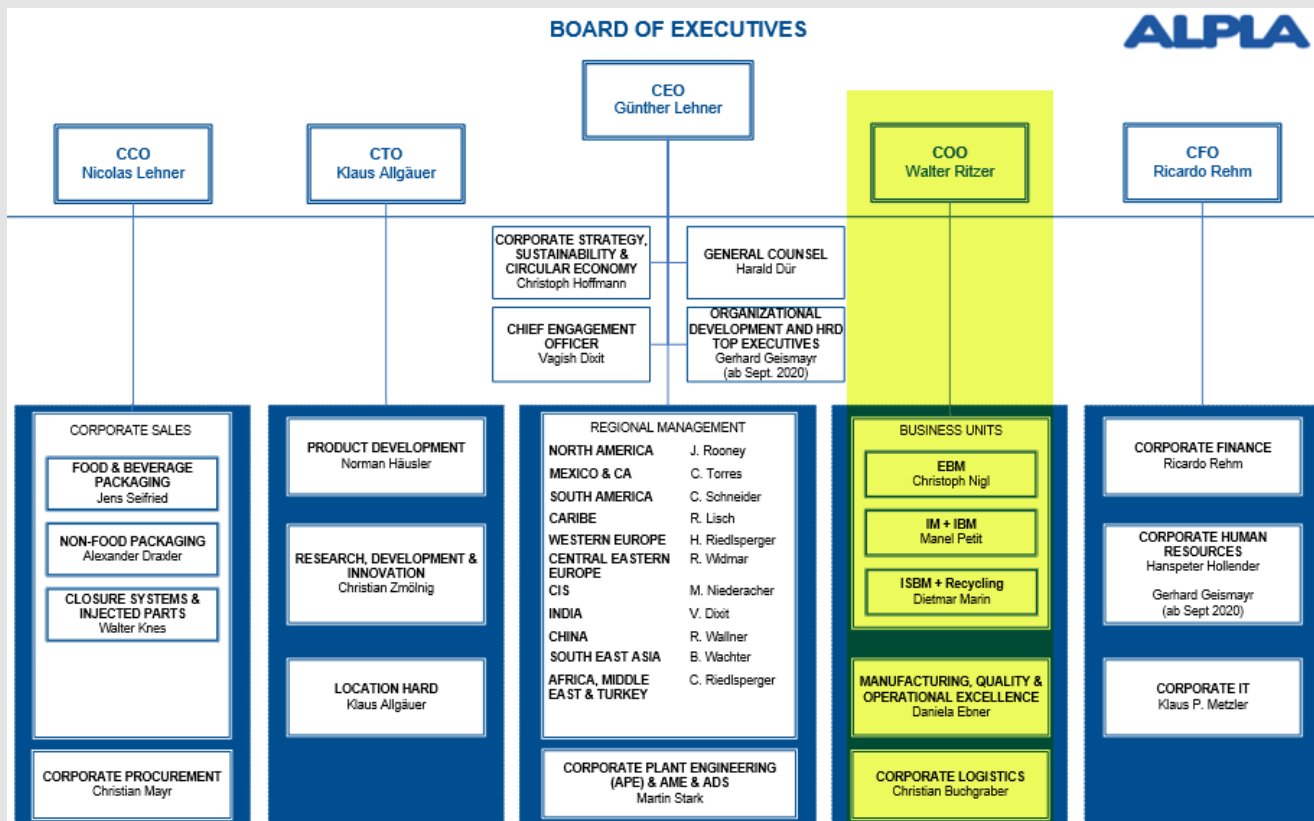 BOARD OF EXECUTIVES
ALPLA
CEO
Günther Lehner
CCO
Nicolas Lehner
CTO
Klaus Allgäuer
COO
Walter Ritzer
CFO
Ricardo Rehm
CORPORATE STRATEGY,
SUSTAINABILITY &
CIRCULAR ECONOMY
Christoph Hoffmann
GENERAL COUNSEL
Harald Dür
CHIEF ENGAGEMENT
OFFICER
Vagish Dixit
ORGANIZATIONAL
DEVELOPMENT AND HRD
TOP EXECUTIVES
Gerhard Geismayr
(ab Sept. 2020)
CORPORATE SALES
FOOD & BEVERAGE
PACKAGING
Jens Seifried
NON-FOOD PACKAGING
Alexander Draxler
CLOSURE SYSTEMS &
INJECTED PARTS
Walter Knes
CORPORATE PROCUREMENT
Christian Mayr
PRODUCT DEVELOPMENT
Norman Häusler
RESEARCH, DEVELOPMENT &
INNOVATION
Christian Zmölnig
LOCATION HARD
Klaus Allgäuer
REGIONAL MANAGEMENT
NORTH AMERICA J. Rooney
MEXICO & CA C. Torres
SOUTH AMERICA C. Schneider
CARIBE R. Lisch
WESTERN EUROPE H. Riedlsperger
CENTRAL EASTERN R. Widmar
EUROPE
CIS M. Niederacher
INDIA V. Dixit
CHINA R. Wallner
SOUTH EAST ASIA B. Wachter
AFRICA, MIDDLE C. Riedlsperger
EAST & TURKEY
CORPORATE PLANT ENGINEERING
(APE) & AME & ADS
Martin Stark
BUSINESS UNITS
EBM
Christoph Nigl
IM + IBM
Manel Petit
ISBM + Recycling
Dietmar Marin
MANUFACTURING, QUALITY &
OPERATIONAL EXCELLENCE
Daniela Ebner
CORPORATE LOGISTICS
Christian Buchgraber
CORPORATE FINANCE
Ricardo Rehm
CORPORATE HUMAN
RESOURCES
Hanspeter Hollender
Gerhard Geismayr
(ab Sept 2020)
CORPORATE IT
Klaus P. Metzler